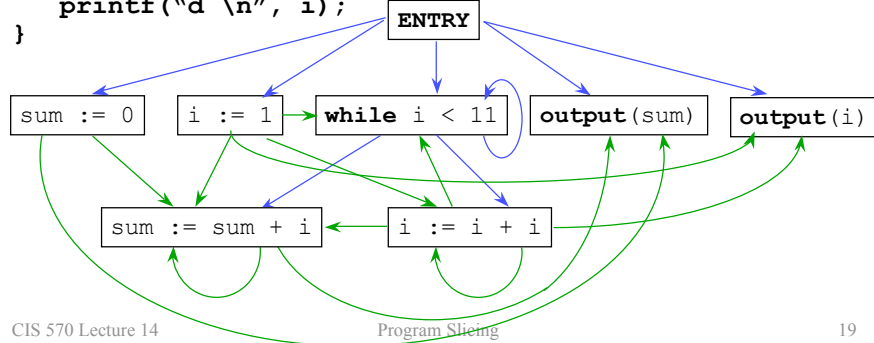 printf(“d \n”, i);
}
ENTRY
sum := 0
i := 1
while i < 11
output(sum)
output(i)
sum := sum + i
i := i + i
CIS 570 Lecture 14
Program Slicing
19